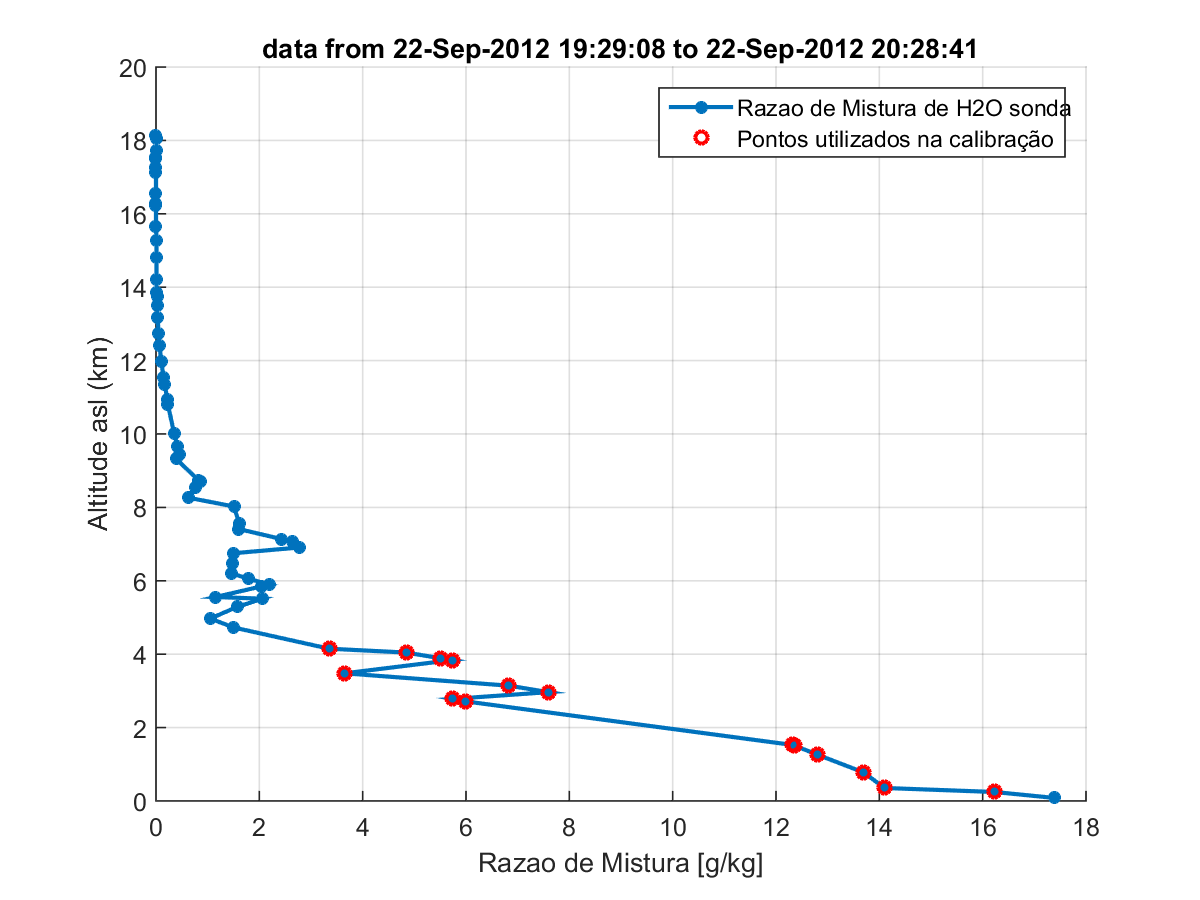 data from 22-Sep-2012 19:29:08 to 22-Sep-2012 20:28:41
Razao de Mistura de H2O sonda
Pontos utilizados na calibração
Altitude asl (km)
20
18
16
14
12
10
8
6
4
2
0
0 2 4 6 8 10 12 14 16 18
Razao de Mistura [g/kg]